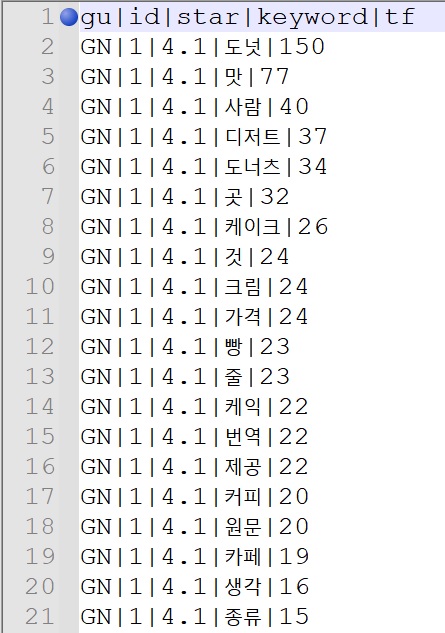 1 gu|id|star|keyword|tf
2 GN|1|4.1|도넛|150
3 GN|1|4.1|맛|77
4 GN|1|4.1|사람|40
5 GN|1|4.1|디저트|37
6 GN|1|4.1|도너츠|34
7 GN|1|4.1|곳|32
8 GN|1|4.1|케이크|26
9 GN|1|4.1|것|24
10 GN|1|4.1|크림|24
11 GN|1|4.1|가격|24
12 GN|1|4.1|빵|23
13 GN|1|4.1|줄|23
14 GN|1|4.1|케익|22
15 GN|1|4.1|번역|22
16 GN|1|4.1|제공|22
17 GN|1|4.1|커피|20
18 GN|1|4.1|원문|20
19 GN|1|4.1|카페|19
20 GN|1|4.1|생각|16
21 GN|1|4.1|종류|15